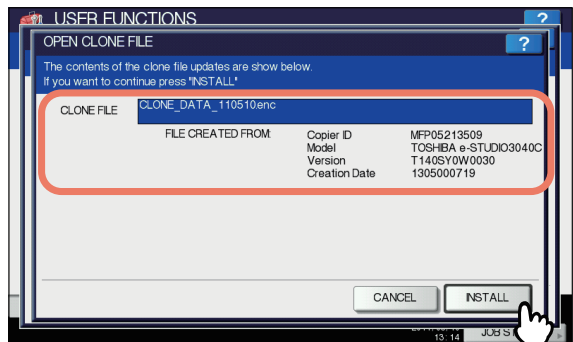 USER FUNCTIONS
?
OPEN CLONE FILE
?
The contents of the clone file updates are show below.
If you want to continue press "INSTALL"
CLONE FILE
CLONE_DATA_110510.enc
FILE CREATED FROM:
Copier ID MFP05213509
Model TOSHIBA e-STUDIO3040C
Version T140SY0W0030
Creation Date 1305000719
CANCEL
INSTALL
13:14
JOB S